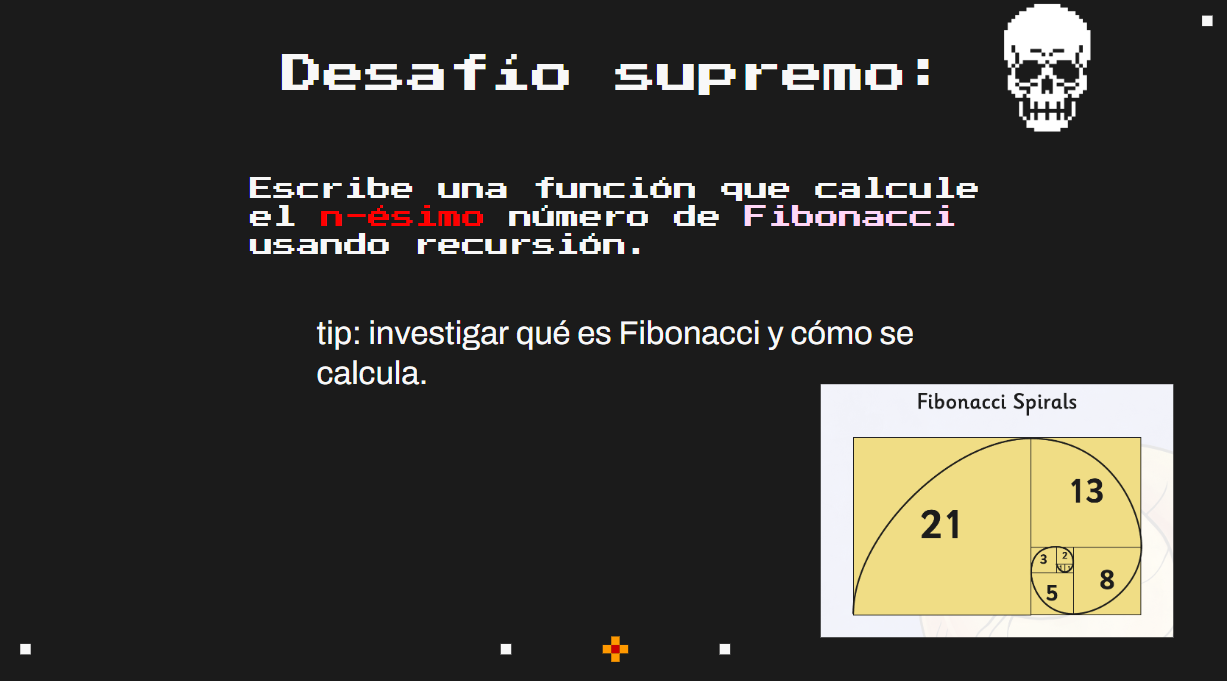 Desafío supremo:
Escribe una función que calcule
el n-ésimo número de Fibonacci
usando recursión.
tip: investigar qué es Fibonacci y cómo se
calcula.
Fibonacci Spirals
13
21
3
2
8
5